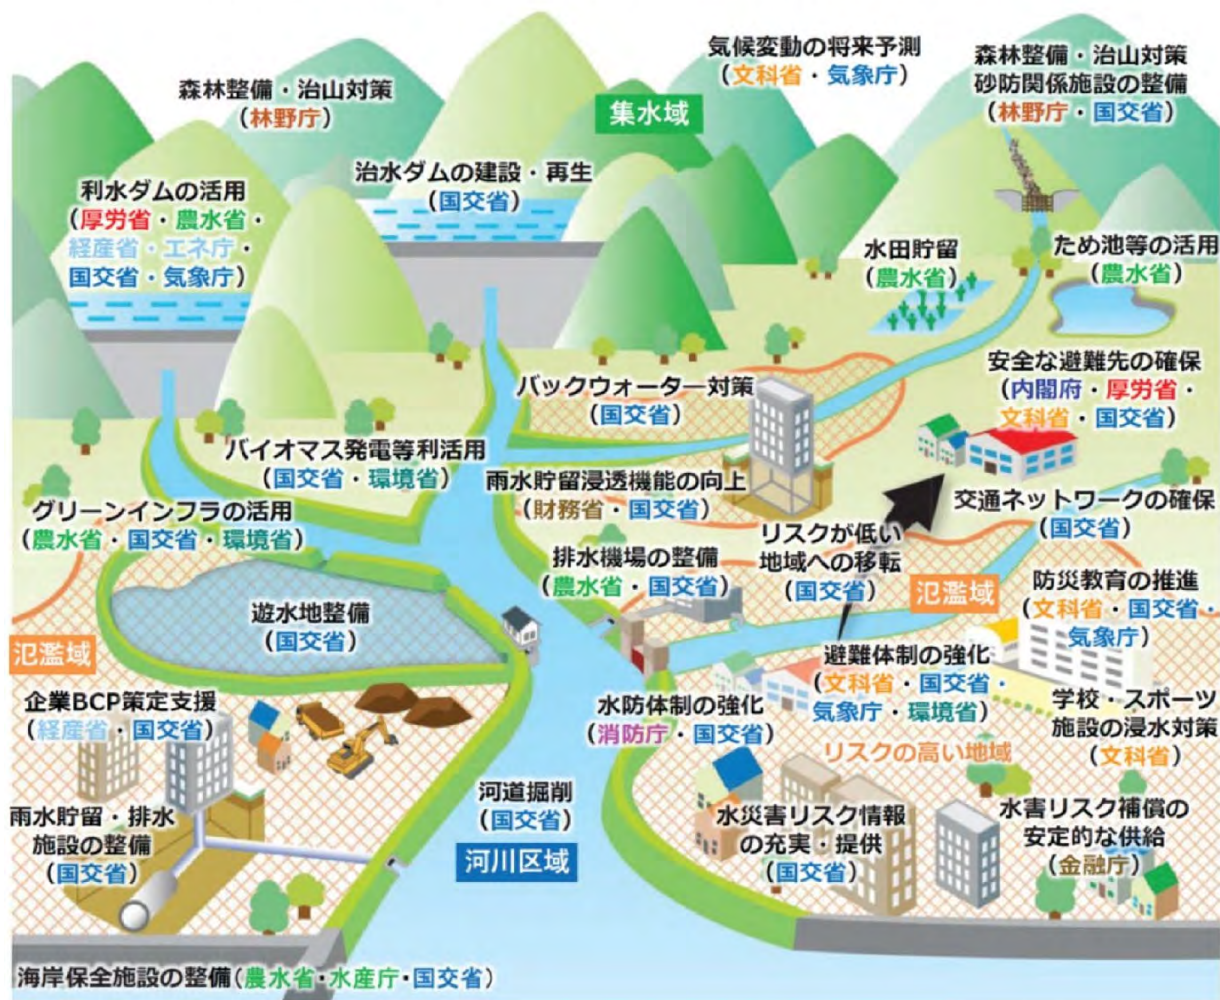 気候変動の将来予測
（文科省・気象庁）
森林整備・治山対策
砂防関係施設の整備
（林野庁・国交省）
森林整備・治山対策
（林野庁）
集水域
治水ダムの建設・再生
（国交省）
利水ダムの活用
（厚労省・農水省・
経産省・エネ庁・
国交省・気象庁）
水田貯留
（農水省）
ため池等の活用
（農水省）
安全な避難先の確保
（内閣府・厚労省・
文科省・国交省）
バックウォーター対策
（国交省）
バイオマス発電等利活用
（国交省・環境省）
雨水貯留浸透機能の向上
（財務省・国交省）
交通ネットワークの確保
（国交省）
グリーンインフラの活用
（農水省・国交省・環境省）
リスクが低い
地域への移転
（国交省）
排水機場の整備
（農水省・国交省）
氾濫域
防災教育の推進
（文科省・国交省・
気象庁）
遊水地整備
（国交省）
氾濫域
避難体制の強化
（文科省・国交省・
気象庁・環境省）
企業BCP策定支援
（経産省・国交省）
水防体制の強化
（消防庁・国交省）
学校・スポーツ
施設の浸水対策
（文科省）
リスクの高い地域
河道掘削
（国交省）
雨水貯留・排水
施設の整備
（国交省）
水災害リスク情報
の充実・提供
（国交省）
水害リスク補償の
安定的な供給
（金融庁）
河川区域
海岸保全施設の整備（農水省・水産庁・国交省）